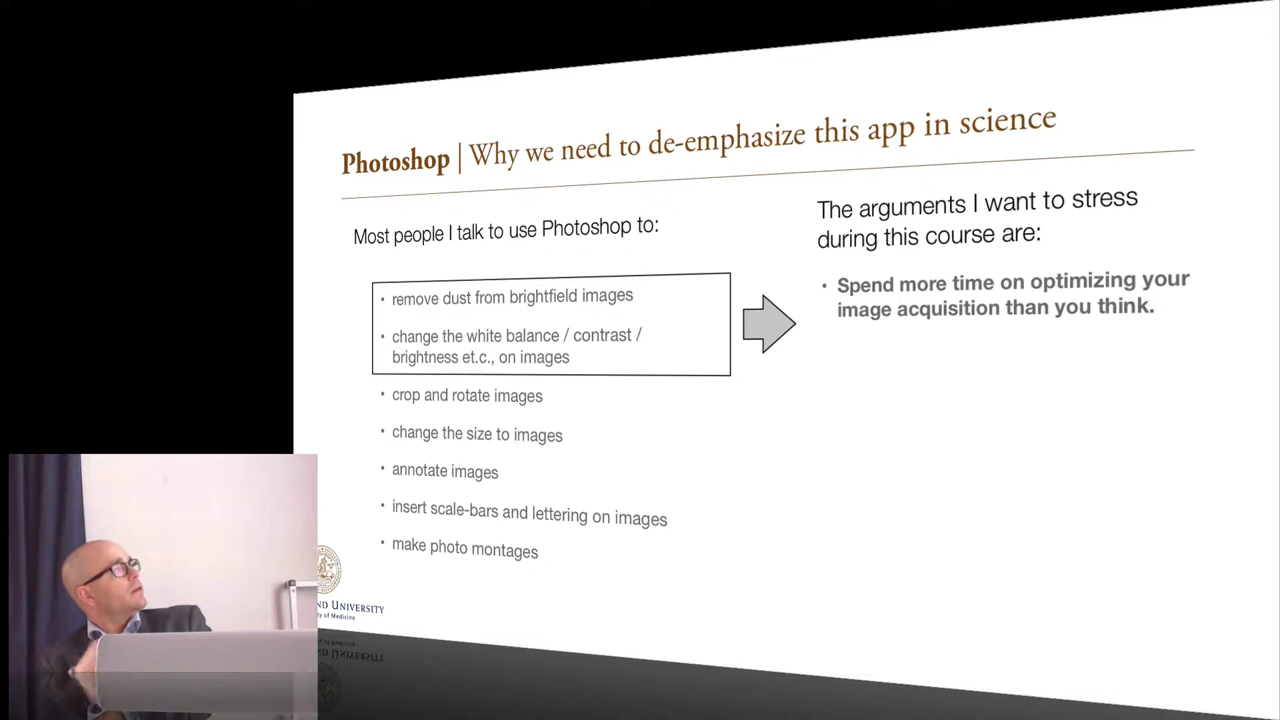 Photoshop | Why we need to de-emphasize this app in science
Most people I talk to use Photoshop to:
• remove dust from brightfield images
• change the white balance / contrast /
brightness et.c., on images
• crop and rotate images
• change the size to images
• annotate images
• insert scale-bars and lettering on images
• make photo montages
The arguments I want to stress
during this course are:
• Spend more time on optimizing your
image acquisition than you think.
ND UNIVERSITY
ty of Medicine